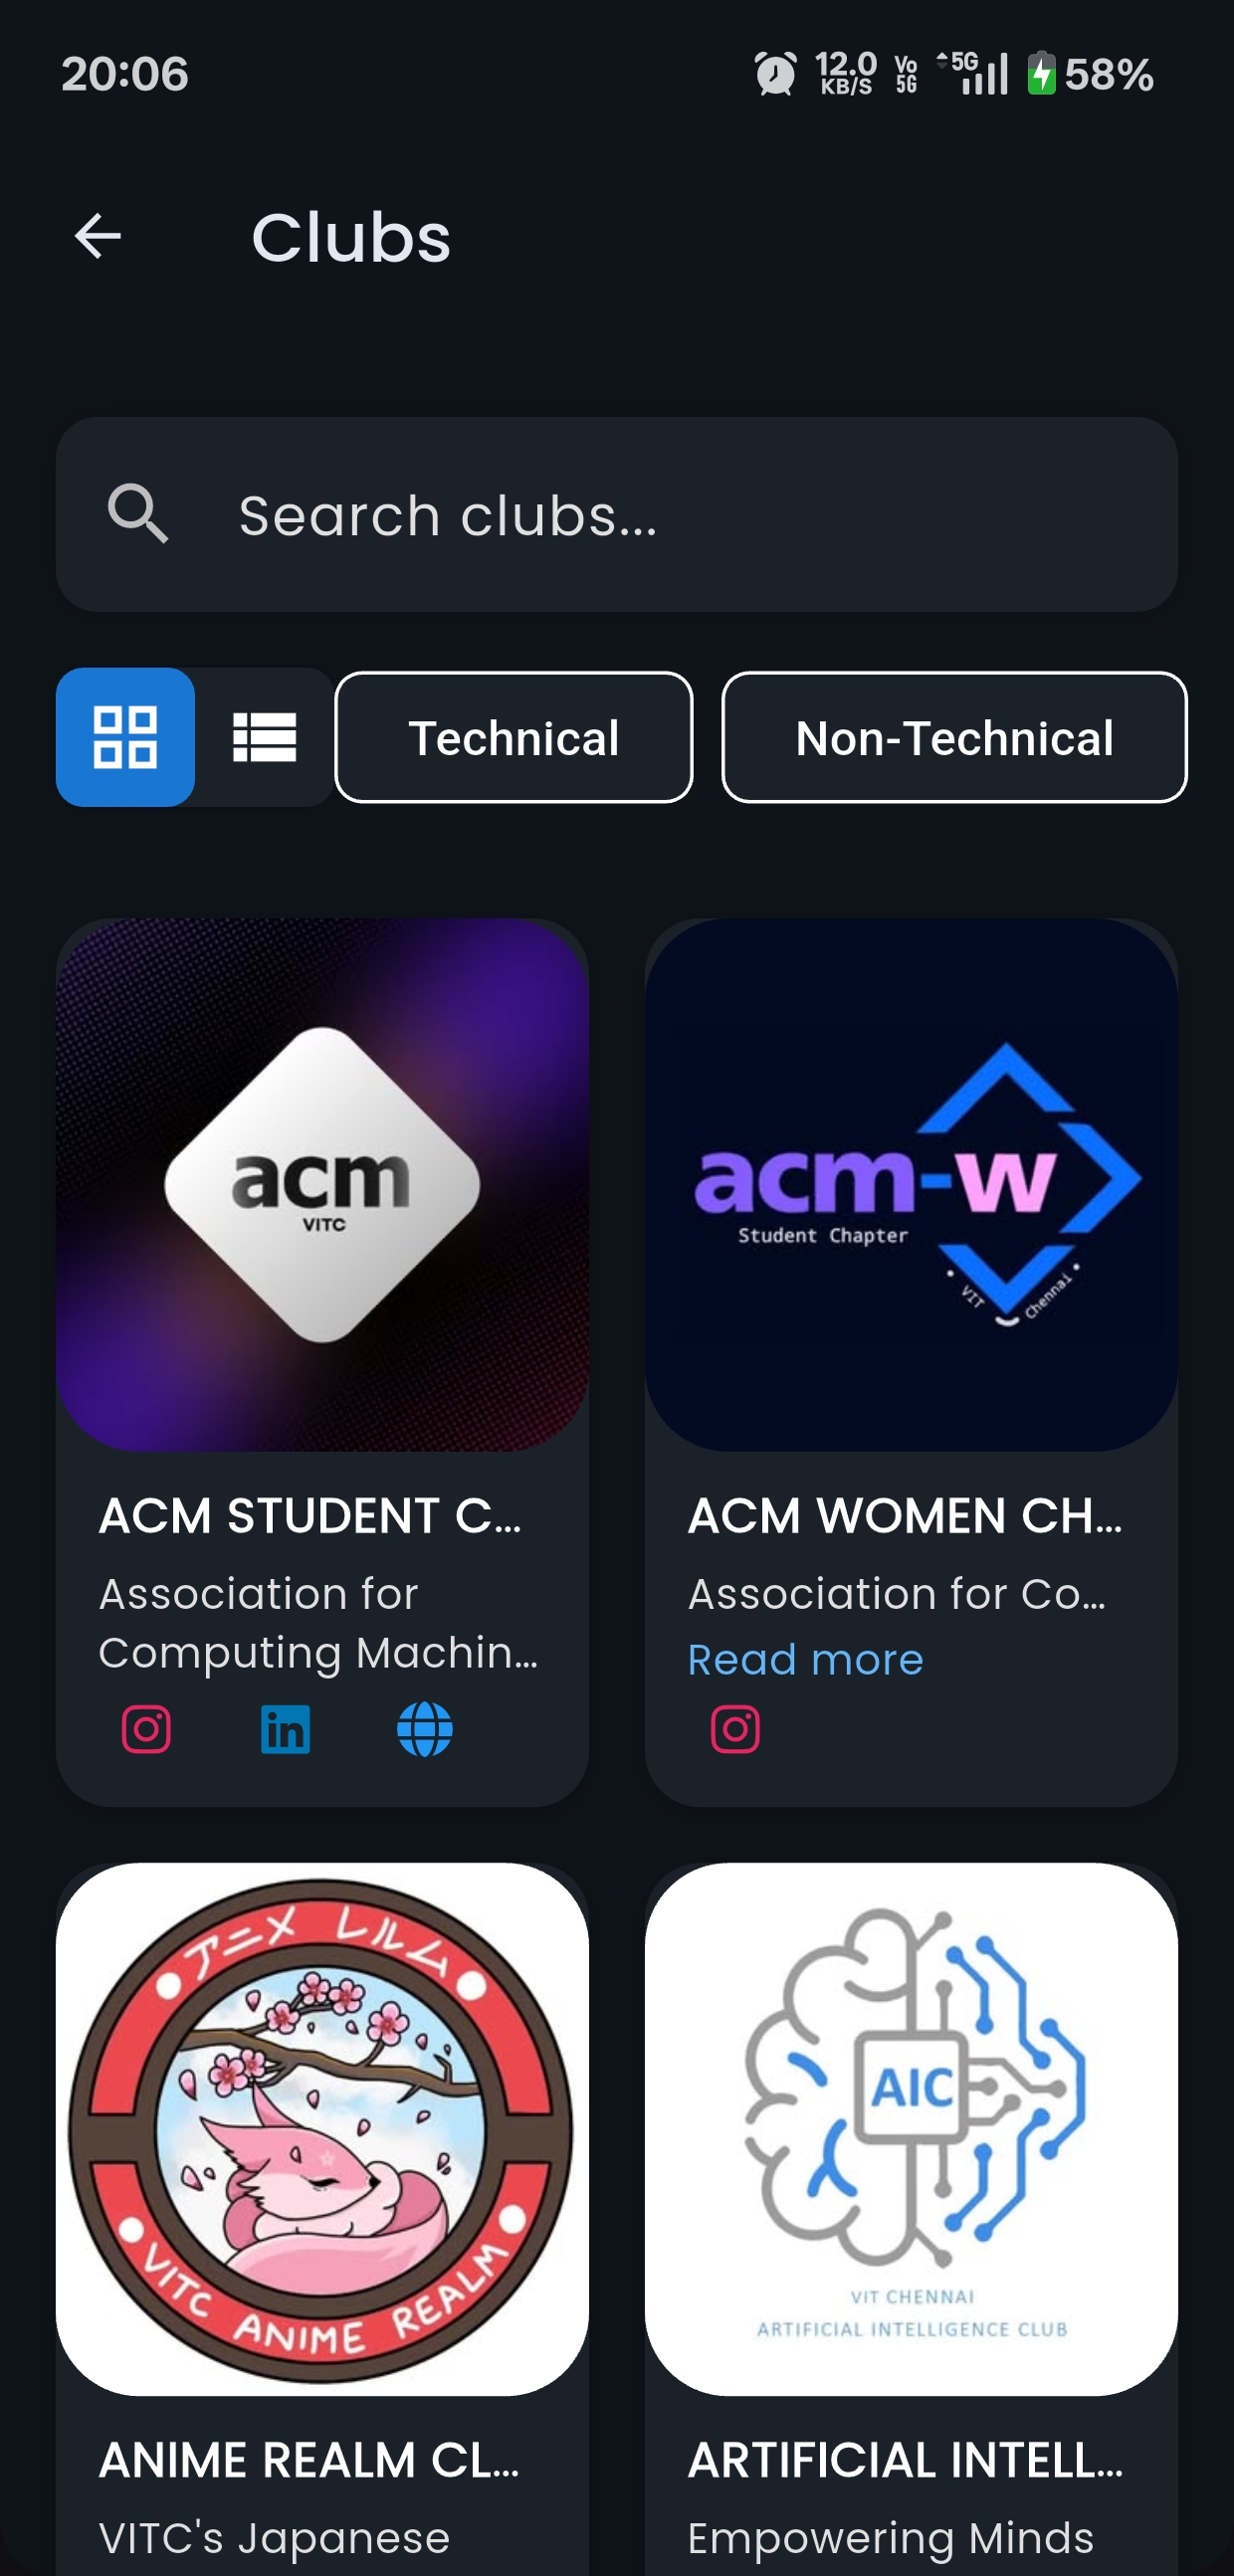 20:06
12.0 KB/S Vo 5G 5G 58%
Clubs
Search clubs...
Technical
Non-Technical
acm
VITC
acm-w
Student Chapter
VIT Chennai
ACM STUDENT C...
Association for
Computing Machin...
ACM WOMEN CH...
Association for Co...
Read more
in
アニメ レルム
VITC ANIME REALM
AIC
VIT CHENNAI
ARTIFICIAL INTELLIGENCE CLUB
ANIME REALM CL...
VITC's Japanese
ARTIFICIAL INTELL...
Empowering Minds